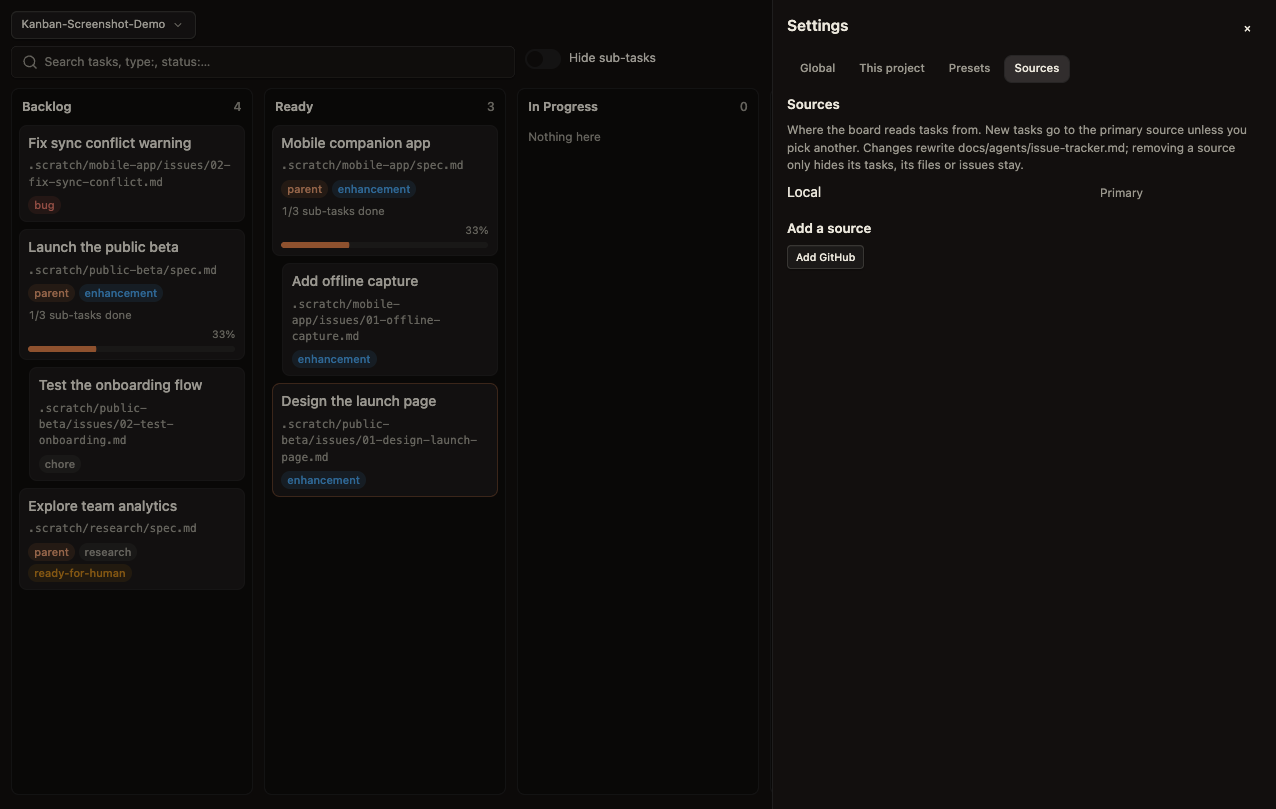 Kanban-Screenshot-Demo
Search tasks, type:, status:...
Hide sub-tasks
Backlog 4
Fix sync conflict warning
.scratch/mobile-app/issues/02-
fix-sync-conflict.md
bug
Launch the public beta
.scratch/public-beta/spec.md
parent enhancement
1/3 sub-tasks done
33%
Test the onboarding flow
.scratch/public-
beta/issues/02-test-
onboarding.md
chore
Explore team analytics
.scratch/research/spec.md
parent research
ready-for-human
Ready 3
Mobile companion app
.scratch/mobile-app/spec.md
parent enhancement
1/3 sub-tasks done
33%
Add offline capture
.scratch/mobile-
app/issues/01-offline-
capture.md
enhancement
Design the launch page
.scratch/public-
beta/issues/01-design-launch-
page.md
enhancement
In Progress 0
Nothing here
Settings
×
Global This project Presets Sources
Sources
Where the board reads tasks from. New tasks go to the primary source unless you
pick another. Changes rewrite docs/agents/issue-tracker.md; removing a source
only hides its tasks, its files or issues stay.
Local Primary
Add a source
Add GitHub